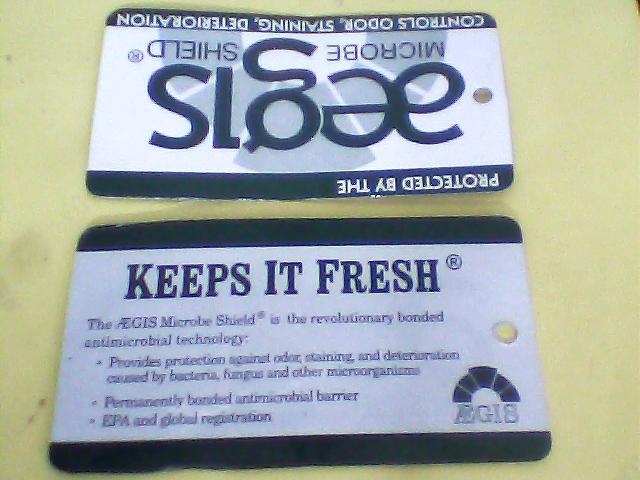 PROTECTED BY THE
ægis
MICROBE SHIELD®
CONTROLS ODOR, STAINING, DETERIORATION
KEEPS IT FRESH®
The ÆGIS Microbe Shield® is the revolutionary bonded
antimicrobial technology:
• Provides protection against odor, staining, and deterioration
caused by bacteria, fungus and other microorganisms
• Permanently bonded antimicrobial barrier
• EPA and global registration
ÆGIS